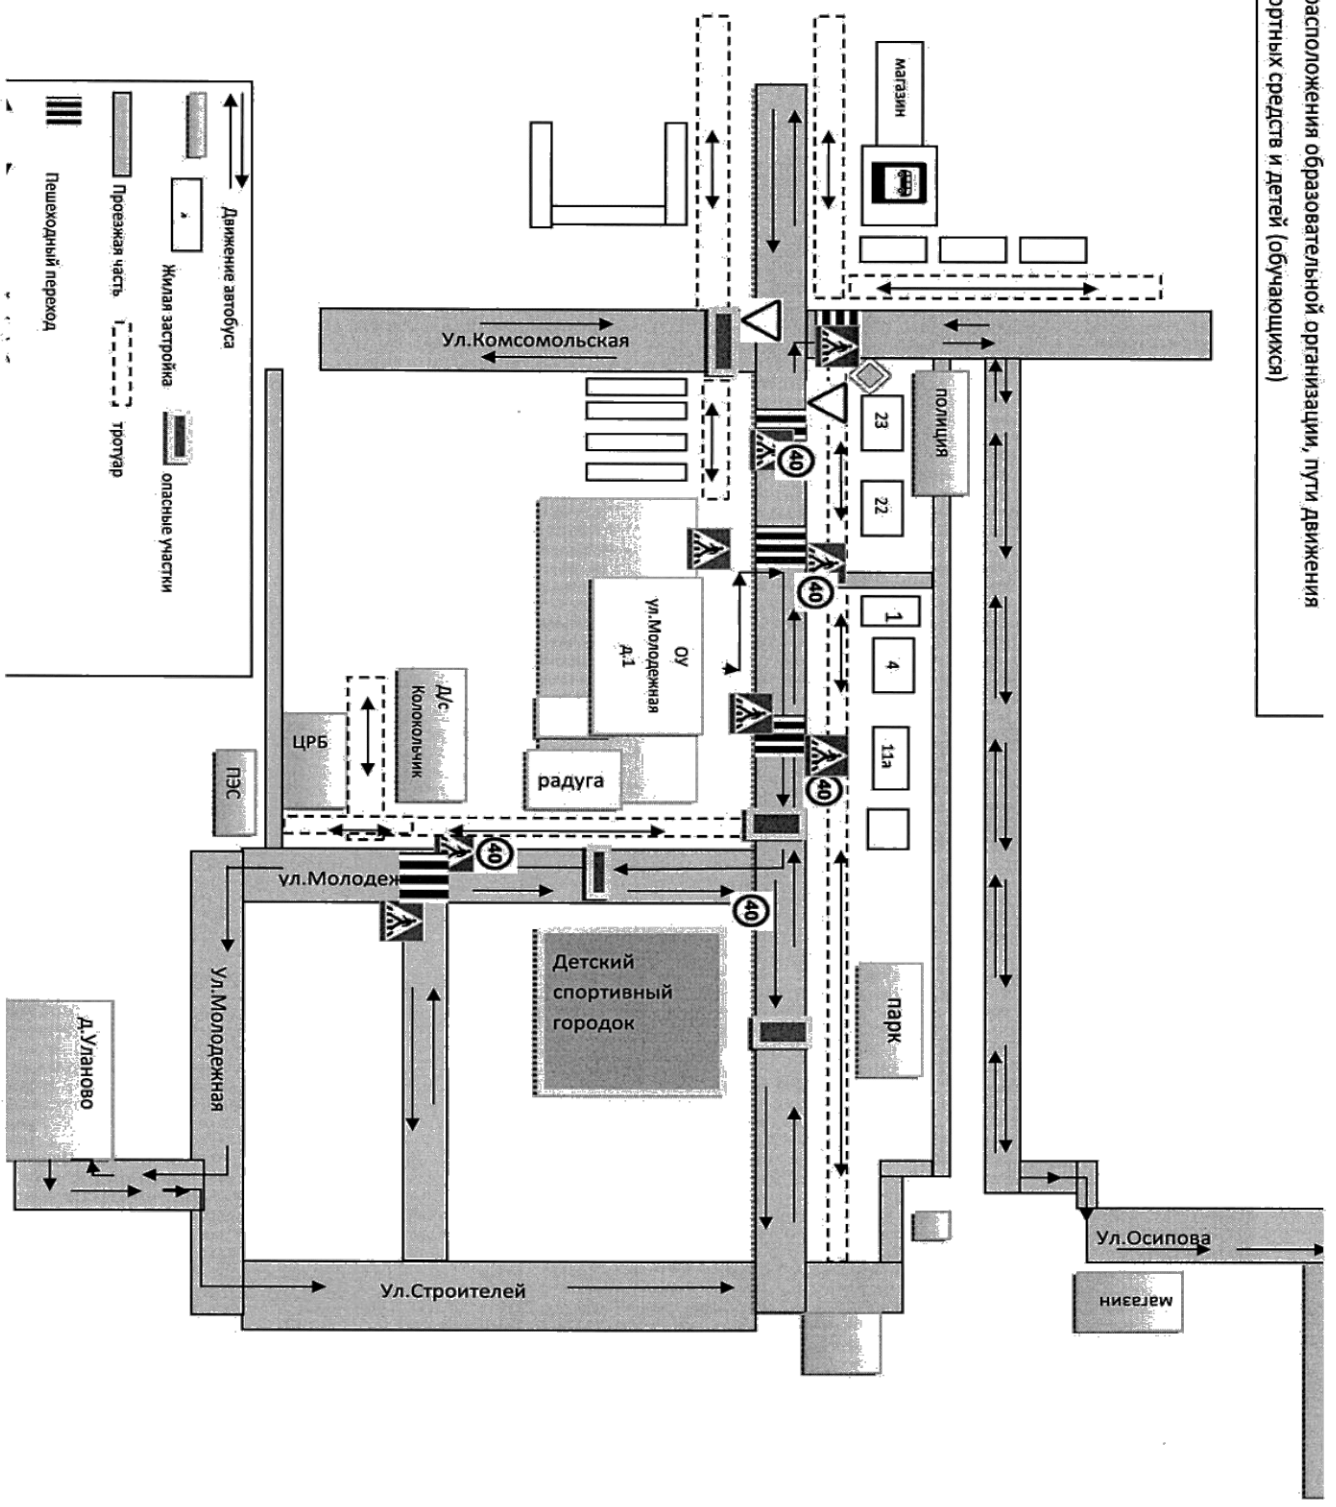 расположения образовательной организации, пути движения
ортных средств и детей (обучающихся)
магазин
Ул.Комсомольская
полиция
23
22
40
40
1
4
11а
40
ОУ
ул.Молодежная
д.1
радуга
Д/с
Колокольчик
ЦРБ
ПЭС
40
ул.Молодеж
40
Детский
спортивный
городок
парк
Ул.Молодежная
д.Уланово
Ул.Строителей
Ул.Осипова
магазин
Движение автобуса
Жилая застройка
опасные участки
Проезжая часть
тротуар
Пешеходный переход